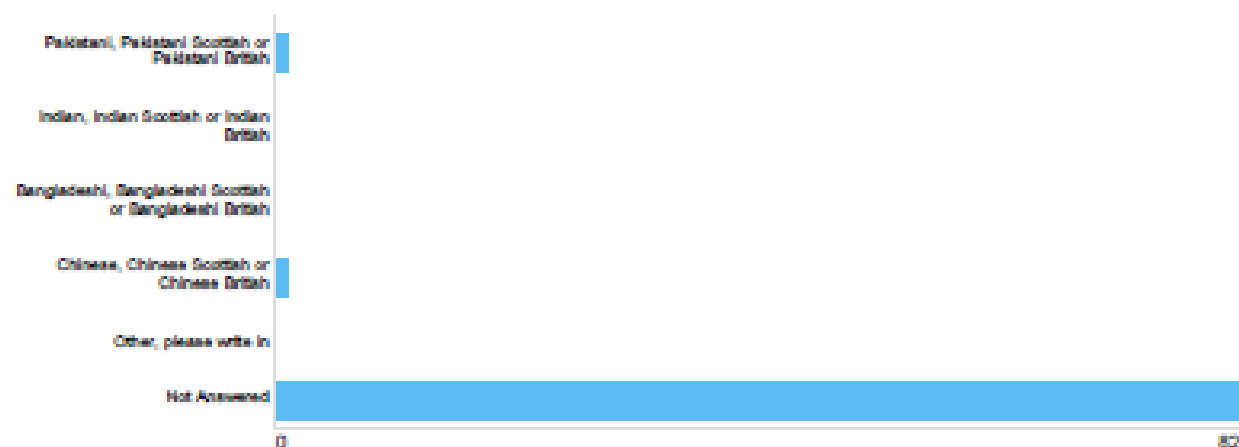 Pakistani, Pakistani Scottish or
Pakistani British
Indian, Indian Scottish or Indian
British
Bangladeshi, Bangladeshi Scottish
or Bangladeshi British
Chinese, Chinese Scottish or
Chinese British
Other, please write in
Not Answered
0